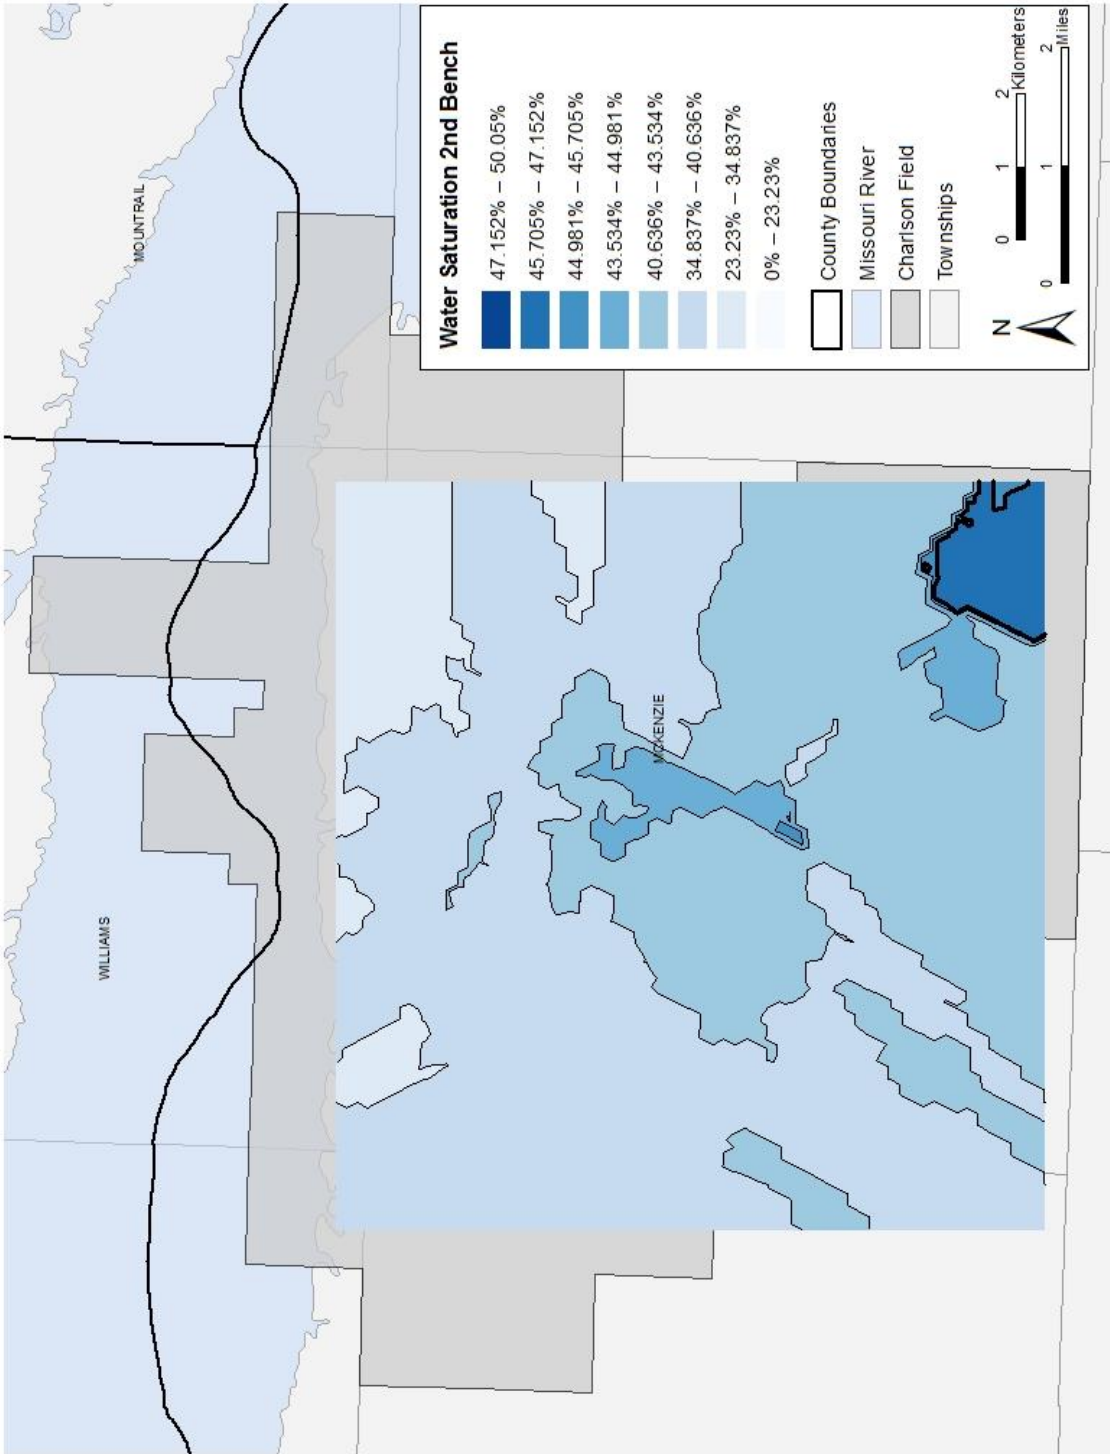 MOUNTRAIL
WILLIAMS
MCKENZIE
Water Saturation 2nd Bench
47.152% – 50.05%
45.705% – 47.152%
44.981% – 45.705%
43.534% – 44.981%
40.636% – 43.534%
34.837% – 40.636%
23.23% – 34.837%
0% – 23.23%
County Boundaries
Missouri River
Charlson Field
Townships
N
0 1 2 Kilometers
0 1 2 Miles